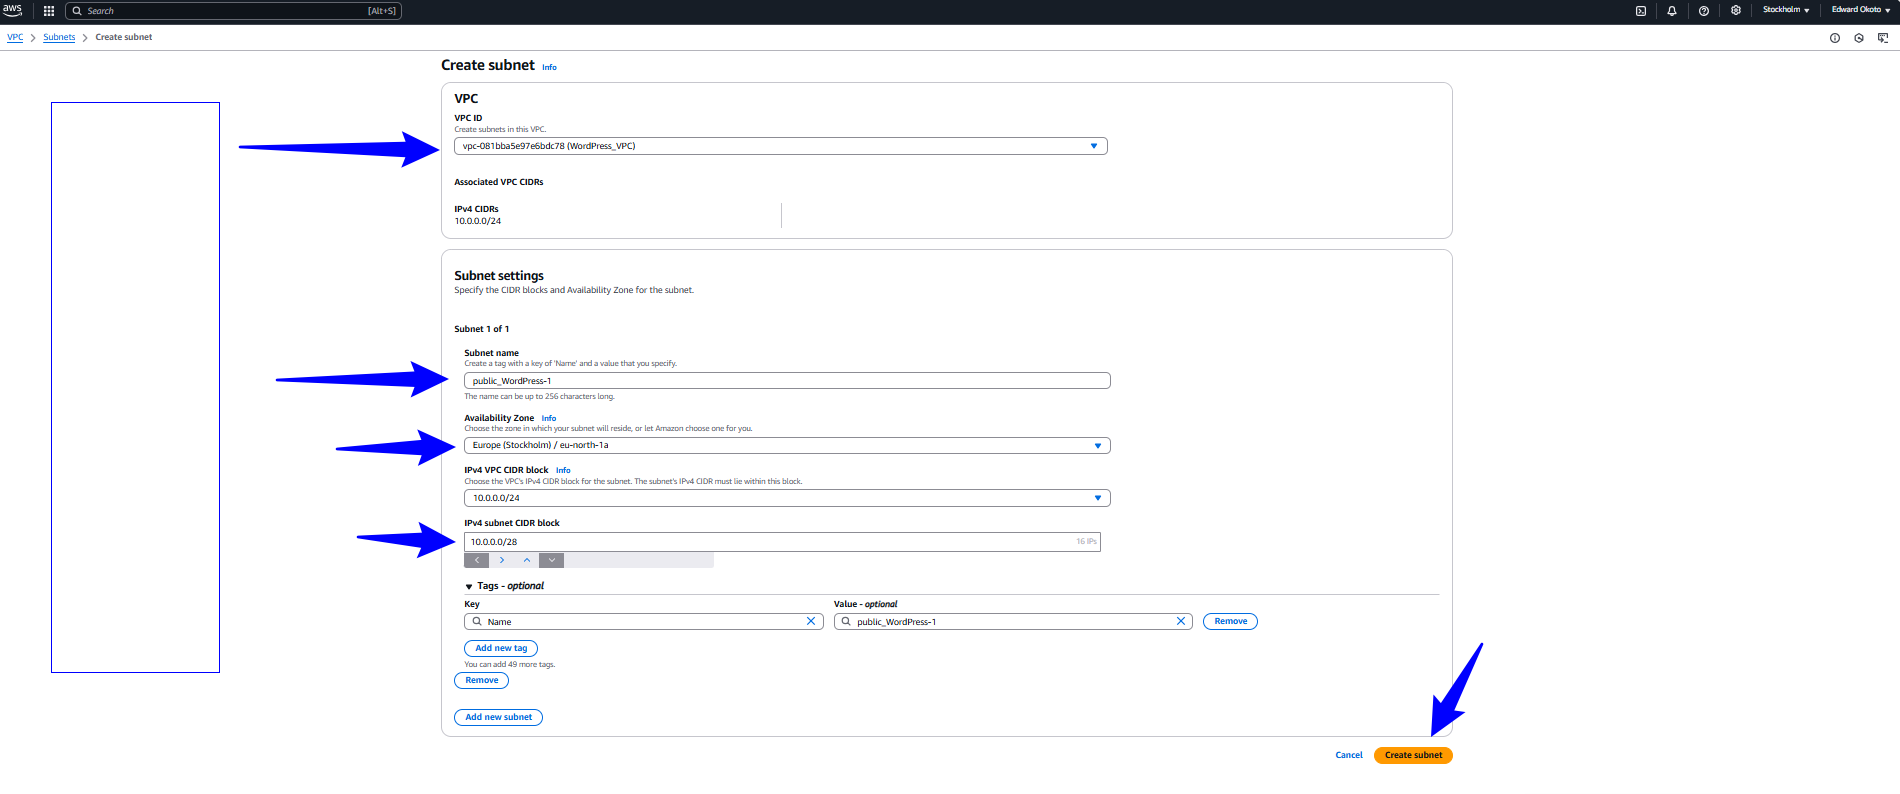 aws
Search
[Alt+S]
Stockholm
Edward Okoto
VPC
Subnets
Create subnet
Create subnet Info
VPC
VPC ID
Create subnets in this VPC.
vpc-081bba5e97e6bdc78 (WordPress_VPC)
Associated VPC CIDRs
IPv4 CIDRs
10.0.0.0/24
Subnet settings
Specify the CIDR blocks and Availability Zone for the subnet.
Subnet 1 of 1
Subnet name
Create a tag with a key of 'Name' and a value that you specify.
public_WordPress-1
The name can be up to 256 characters long.
Availability Zone Info
Choose the zone in which your subnet will reside, or let Amazon choose one for you.
Europe (Stockholm) / eu-north-1a
IPv4 VPC CIDR block Info
Choose the VPC's IPv4 CIDR block for the subnet. The subnet's IPv4 CIDR must lie within this block.
10.0.0.0/24
IPv4 subnet CIDR block
10.0.0.0/28
16 IPs
Tags - optional
Key
Value - optional
Name
public_WordPress-1
Remove
Add new tag
You can add 49 more tags.
Remove
Add new subnet
Cancel
Create subnet